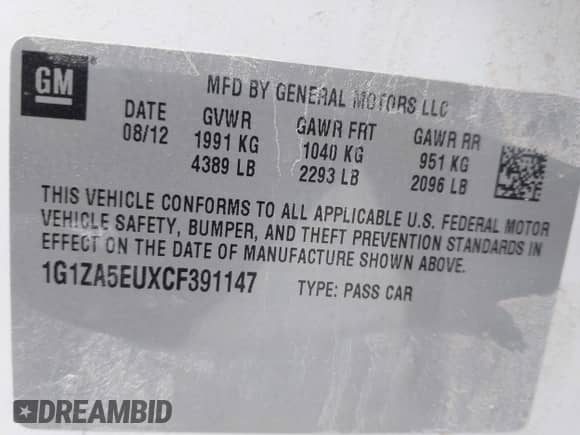 GM
MFD BY GENERAL MOTORS LLC
DATE GVWR GAWR FRT GAWR RR
08/12 1991 KG 1040 KG 951 KG
4389 LB 2293 LB 2096 LB
THIS VEHICLE CONFORMS TO ALL APPLICABLE U.S. FEDERAL MOTOR
VEHICLE SAFETY, BUMPER, AND THEFT PREVENTION STANDARDS IN
EFFECT ON THE DATE OF MANUFACTURE SHOWN ABOVE.
1G1ZA5EUXCF391147 TYPE: PASS CAR
DREAMBID